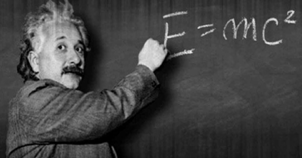 E = mc²